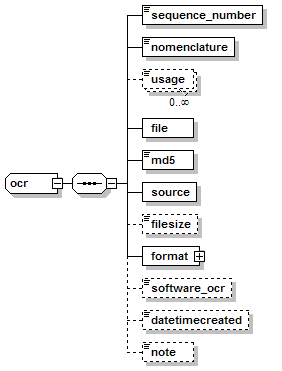 sequence_number
nomenclature
usage
0..∞
file
md5
ocr
source
filesize
format
software_ocr
datetimecreated
note